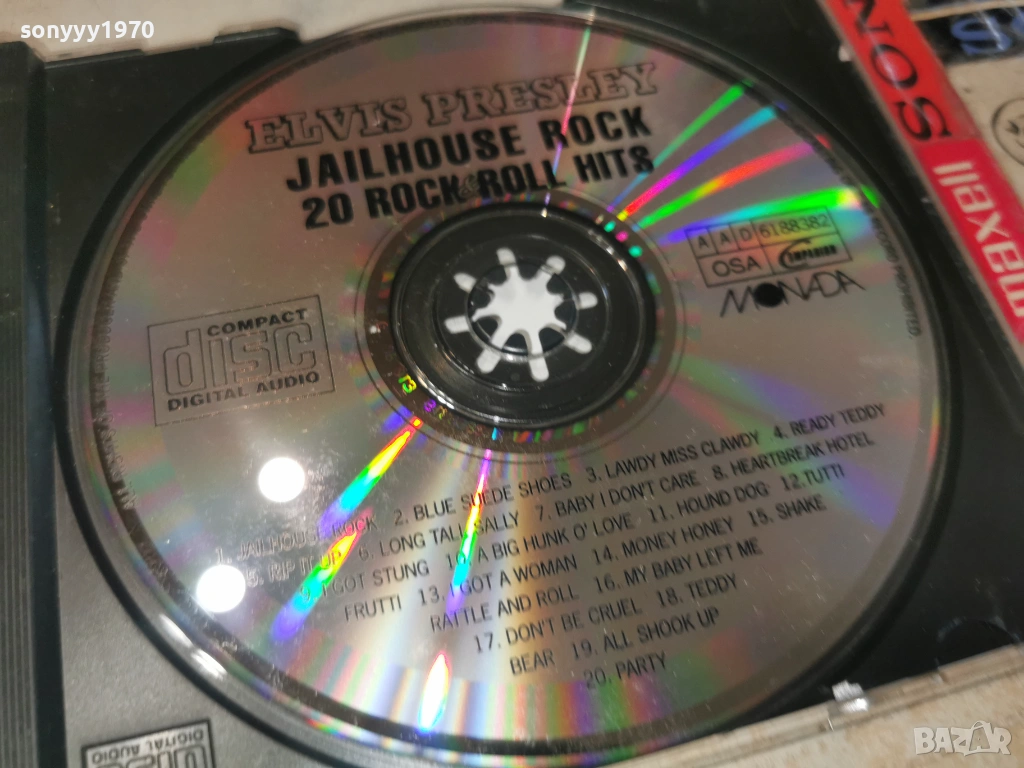 sonyyy1970
ELVIS PRESLEY
JAILHOUSE ROCK
20 ROCK & ROLL HITS
A A D 6188382
OSA
MONADA
COMPACT
disc
DIGITAL AUDIO
1. JAILHOUSE ROCK 2. BLUE SUEDE SHOES 3. LAWDY MISS CLAWDY 4. READY TEDDY
5. RIP IT UP 6. LONG TALL SALLY 7. BABY I DON'T CARE 8. HEARTBREAK HOTEL
9. I GOT STUNG 10. A BIG HUNK O' LOVE 11. HOUND DOG 12. TUTTI
FRUTTI 13. I GOT A WOMAN 14. MONEY HONEY 15. SHAKE
RATTLE AND ROLL 16. MY BABY LEFT ME
17. DON'T BE CRUEL 18. TEDDY
BEAR 19. ALL SHOOK UP
20. PARTY
SON
maxell
DIGITAL AUDIO
BAZAR